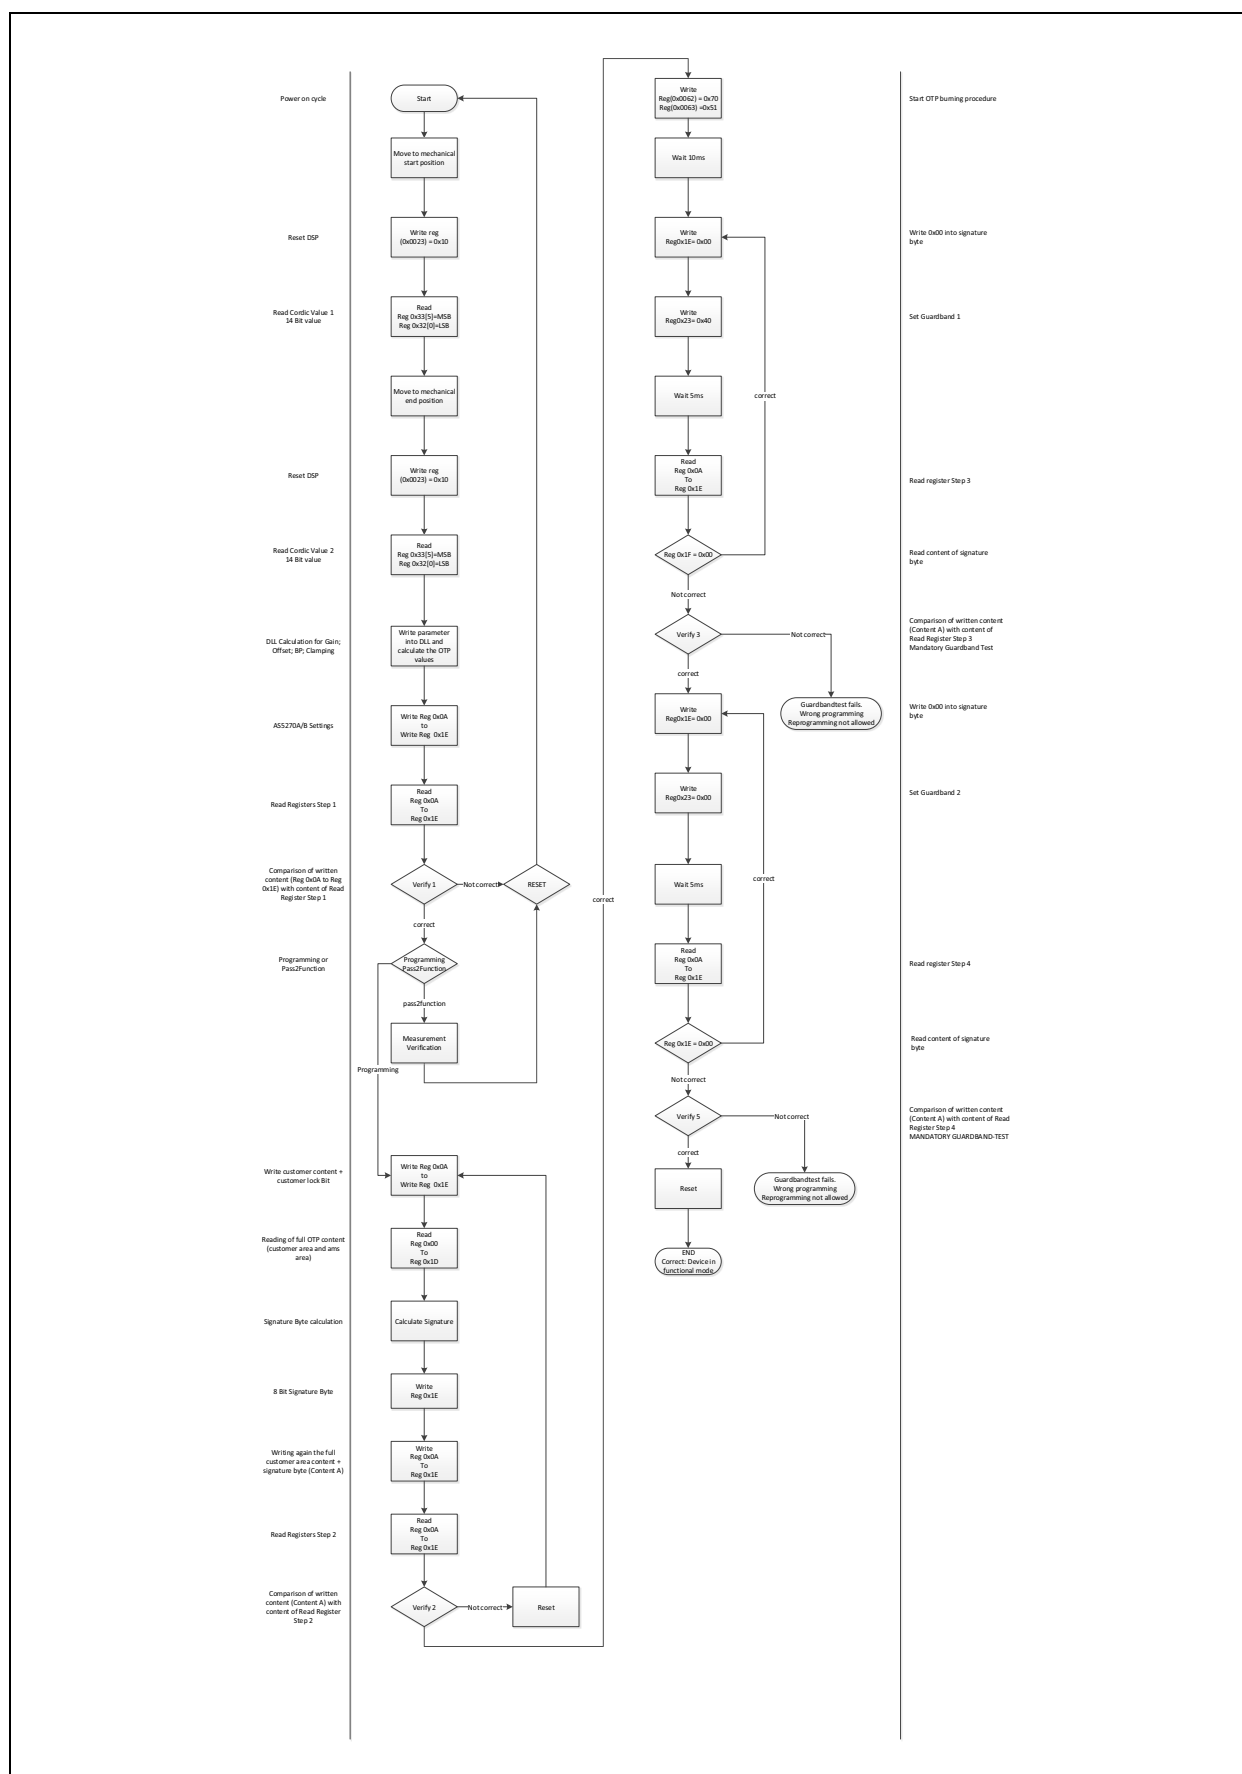 Power on cycle
Start
Move to mechanical
start position
Reset DSP
Write reg
(0x0023) = 0x10
Read Cordic Value 1
14 Bit value
Read
Reg 0x33[5]=MSB
Reg 0x32[0]=LSB
Move to mechanical
end position
Reset DSP
Write reg
(0x0023) = 0x10
Read Cordic Value 2
14 Bit value
Read
Reg 0x33[5]=MSB
Reg 0x32[0]=LSB
DLL Calculation for Gain;
Offset; BP; Clamping
Write parameter
into DLL and
calculate the OTP
values
AS5270A/B Settings
Write Reg 0x0A
to
Write Reg 0x1E
Read Registers Step 1
Read
Reg 0x0A
To
Reg 0x1E
Comparison of written
content (Reg 0x0A to Reg
0x1E) with content of Read
Register Step 1
Verify 1
Not correct
RESET
correct
Programming or
Pass2Function
Programming
Pass2Function
pass2function
Measurement
Verification
Programming
Write customer content +
customer lock Bit
Write Reg 0x0A
to
Write Reg 0x1E
Reading of full OTP content
(customer area and ams
area)
Read
Reg 0x00
To
Reg 0x1D
Signature Byte calculation
Calculate Signature
8 Bit Signature Byte
Write
Reg 0x1E
Writing again the full
customer area content +
signature byte (Content A)
Write
Reg 0x0A
To
Reg 0x1E
Read Registers Step 2
Read
Reg 0x0A
To
Reg 0x1E
Comparison of written
content (Content A) with
content of Read Register
Step 2
Verify 2
Not correct
Reset
correct
Write
Reg(0x0062) = 0x70
Reg(0x0063) =0x51
Start OTP burning procedure
Wait 10ms
Write
Reg0x1E= 0x00
Write 0x00 into signature
byte
Write
Reg0x23= 0x40
Set Guardband 1
Wait 5ms
correct
Read
Reg 0x0A
To
Reg 0x1E
Read register Step 3
Reg 0x1F = 0x00
Read content of signature
byte
Not correct
Verify 3
Not correct
Comparison of written content
(Content A) with content of
Read Register Step 3
Mandatory Guardband Test
correct
Guardbandtest fails.
Wrong programming
Reprogramming not allowed
Write
Reg0x1E= 0x00
Write 0x00 into signature
byte
Write
Reg0x23= 0x00
Set Guardband 2
Wait 5ms
correct
Read
Reg 0x0A
To
Reg 0x1E
Read register Step 4
Reg 0x1E = 0x00
Read content of signature
byte
Not correct
Verify 5
Not correct
Comparison of written content
(Content A) with content of Read
Register Step 4
MANDATORY GUARDBAND-TEST
correct
Reset
Guardbandtest fails.
Wrong programming
Reprogramming not allowed
END
Correct: Device in
functional mode